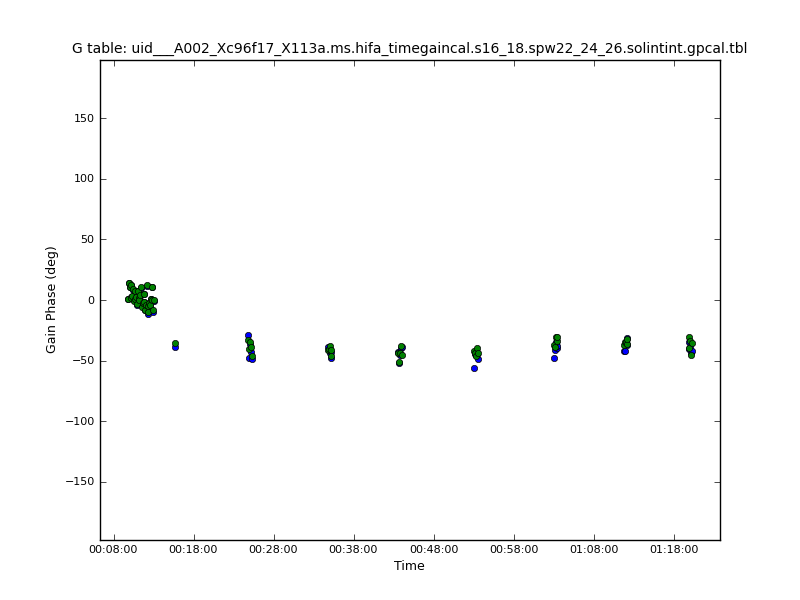 G table: uid___A002_Xc96f17_X113a.ms.hifa_timegaincal.s16_18.spw22_24_26.solintint.gpcal.tbl
150
100
50
0
−50
−100
−150
Gain Phase (deg)
00:08:00 00:18:00 00:28:00 00:38:00 00:48:00 00:58:00 01:08:00 01:18:00
Time